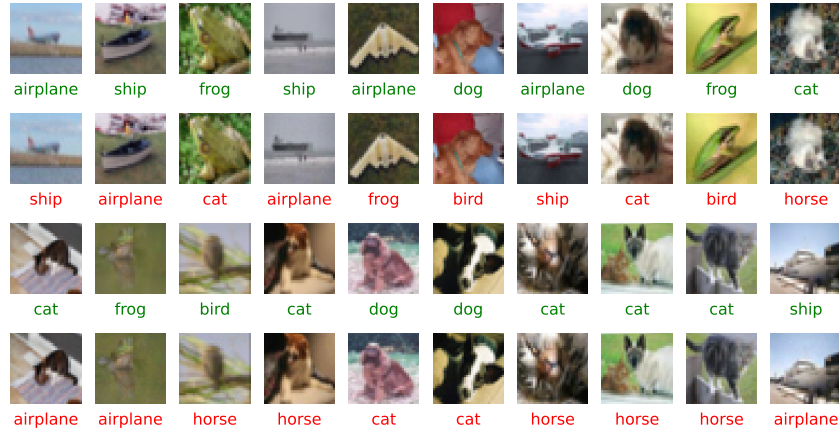 airplane ship frog ship airplane dog airplane dog frog cat
ship airplane cat airplane frog bird ship cat bird horse
cat frog bird cat dog dog cat cat cat ship
airplane airplane horse horse cat cat horse horse horse airplane